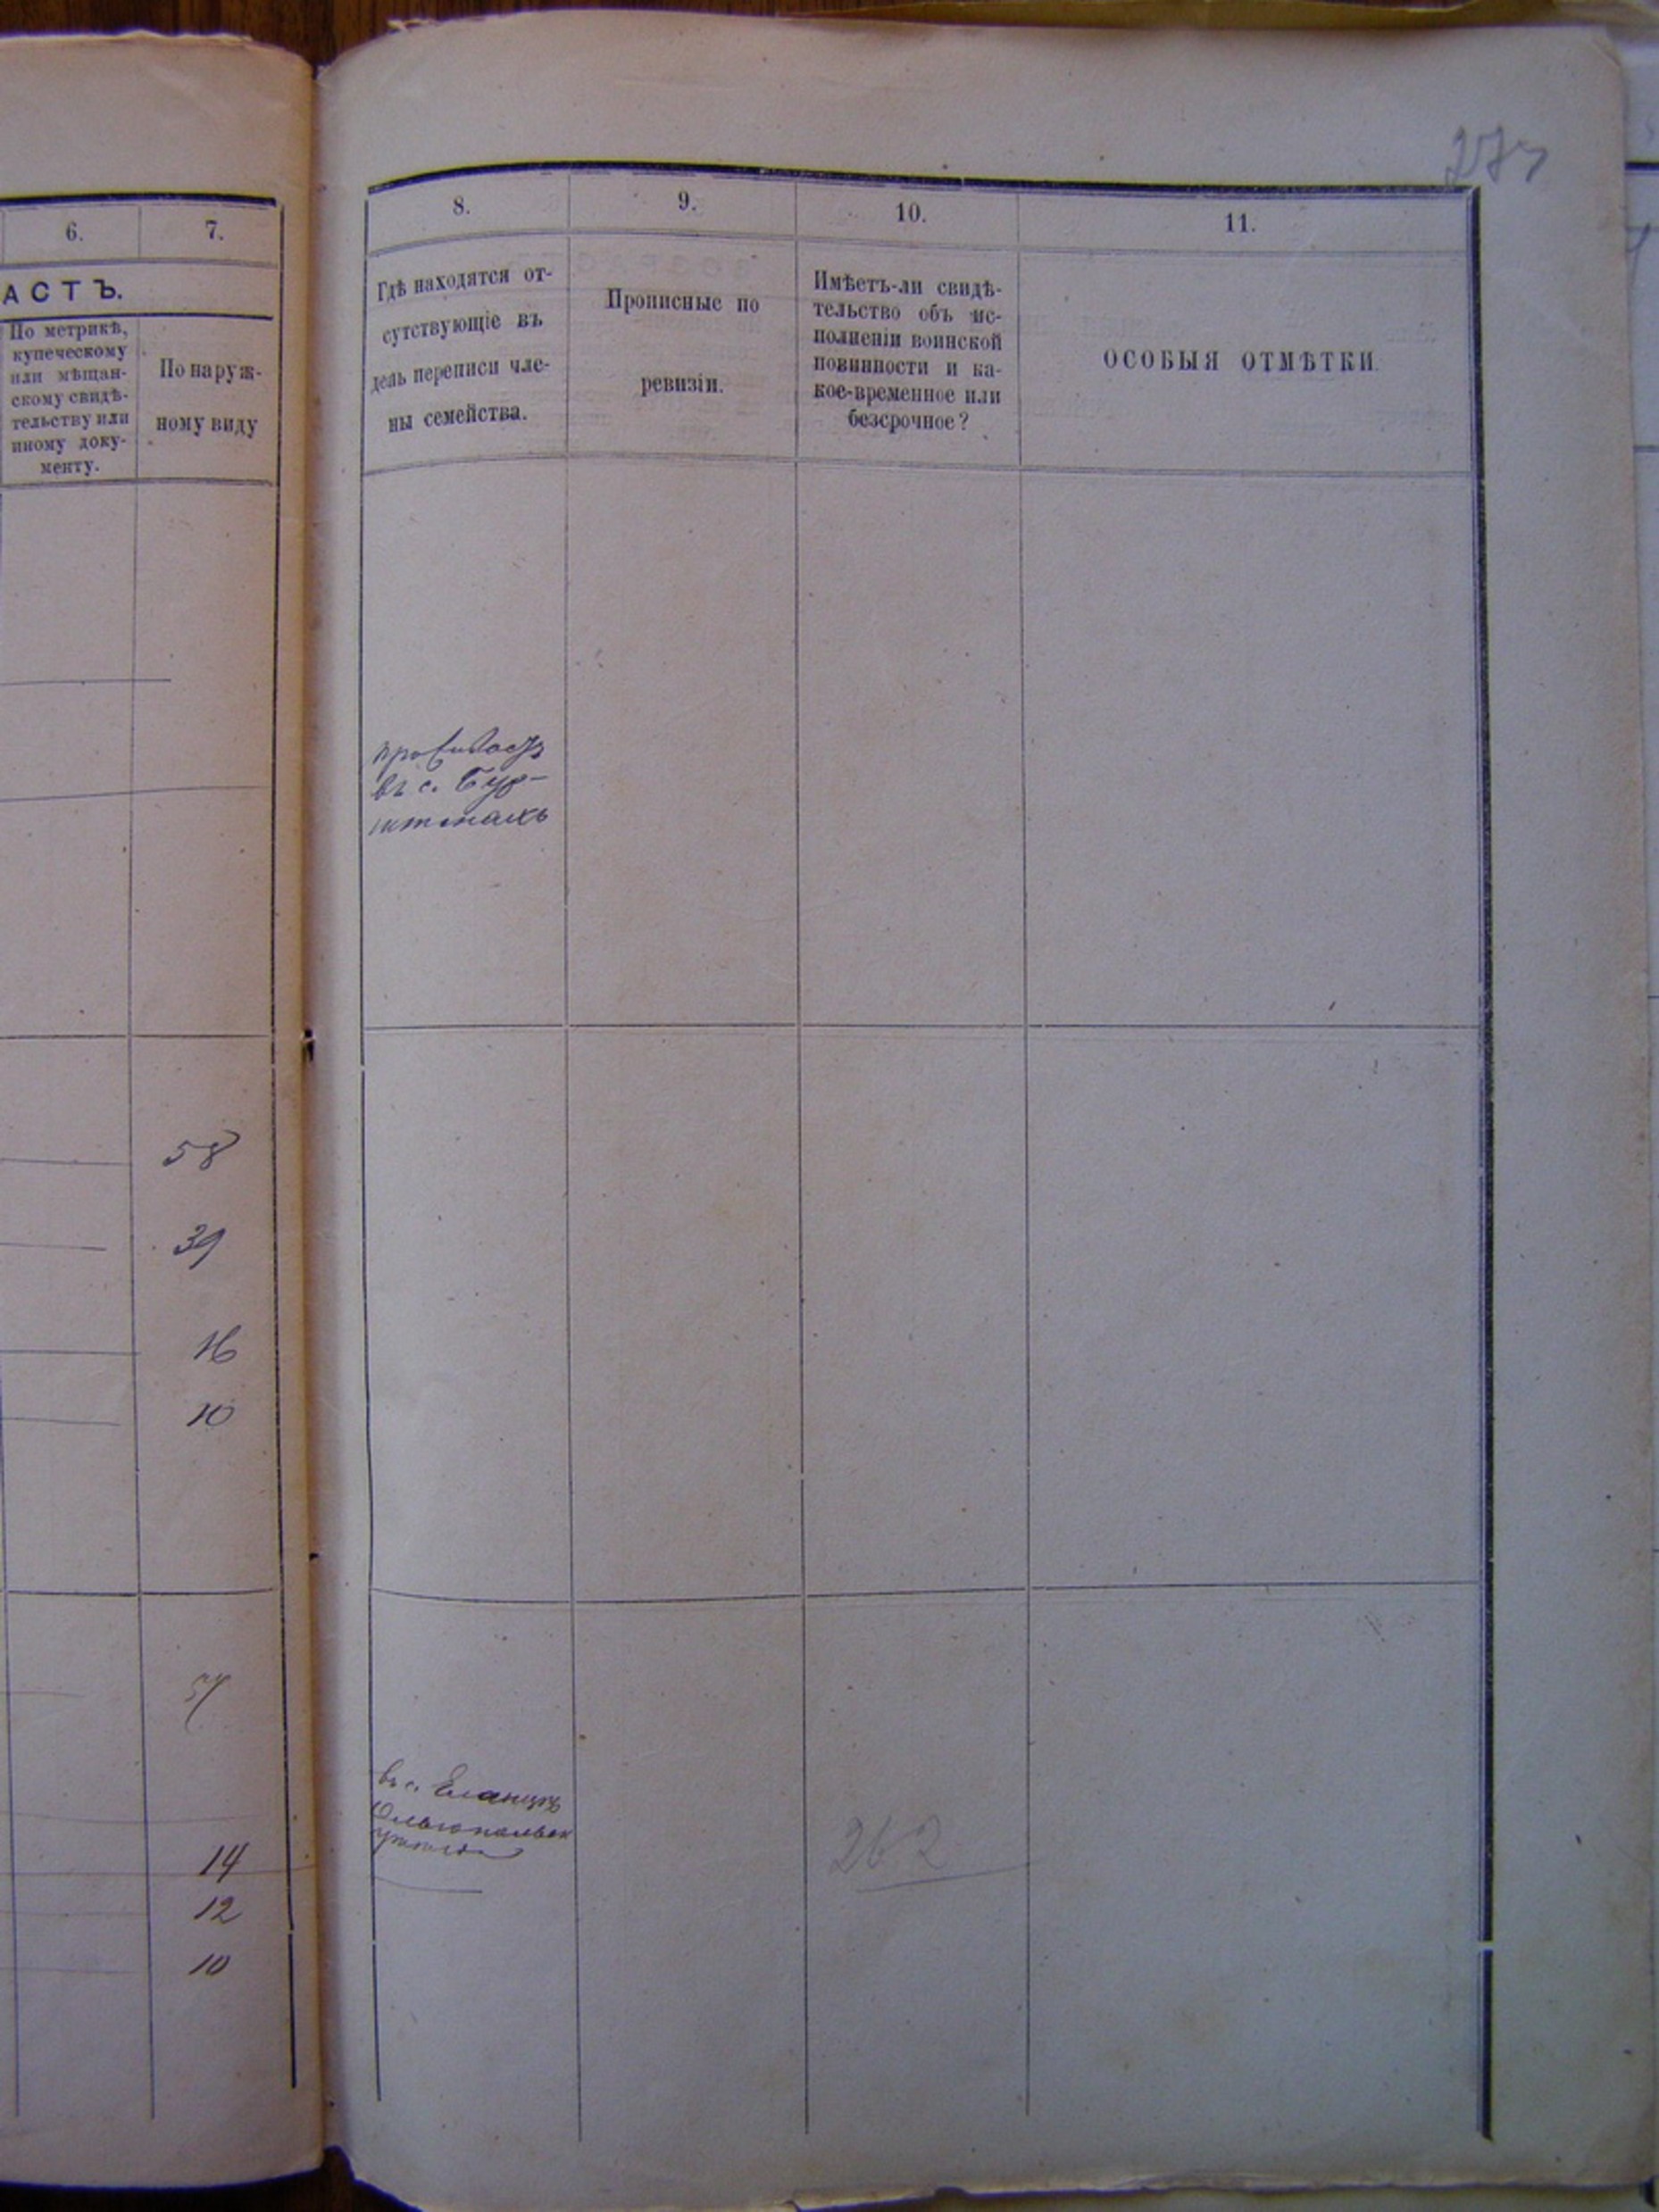 6.
7.
АСТЪ.
По метрикѣ,
купеческому
или мѣщан-
скому свидѣ-
тельству или
иному доку-
менту.
По наруж-
ному виду
58
39
16
10
57
14
12
10
8.
9.
10.
11.
Гдѣ находятся от-
сутствующіе въ
день переписи чле-
ны семейства.
Прописные по
ревизіи.
Имѣетъ-ли свидѣ-
тельство объ ис-
полненіи воинской
повинности и ка-
кое-временное или
безсрочное?
ОСОБЫЯ ОТМѢТКИ.
въ с. Бур-
въ с. Еланцѣ
262